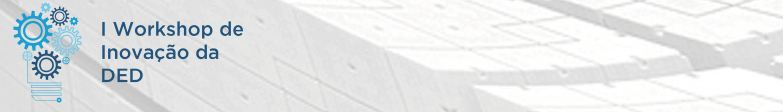 I Workshop de
Inovação da
DED